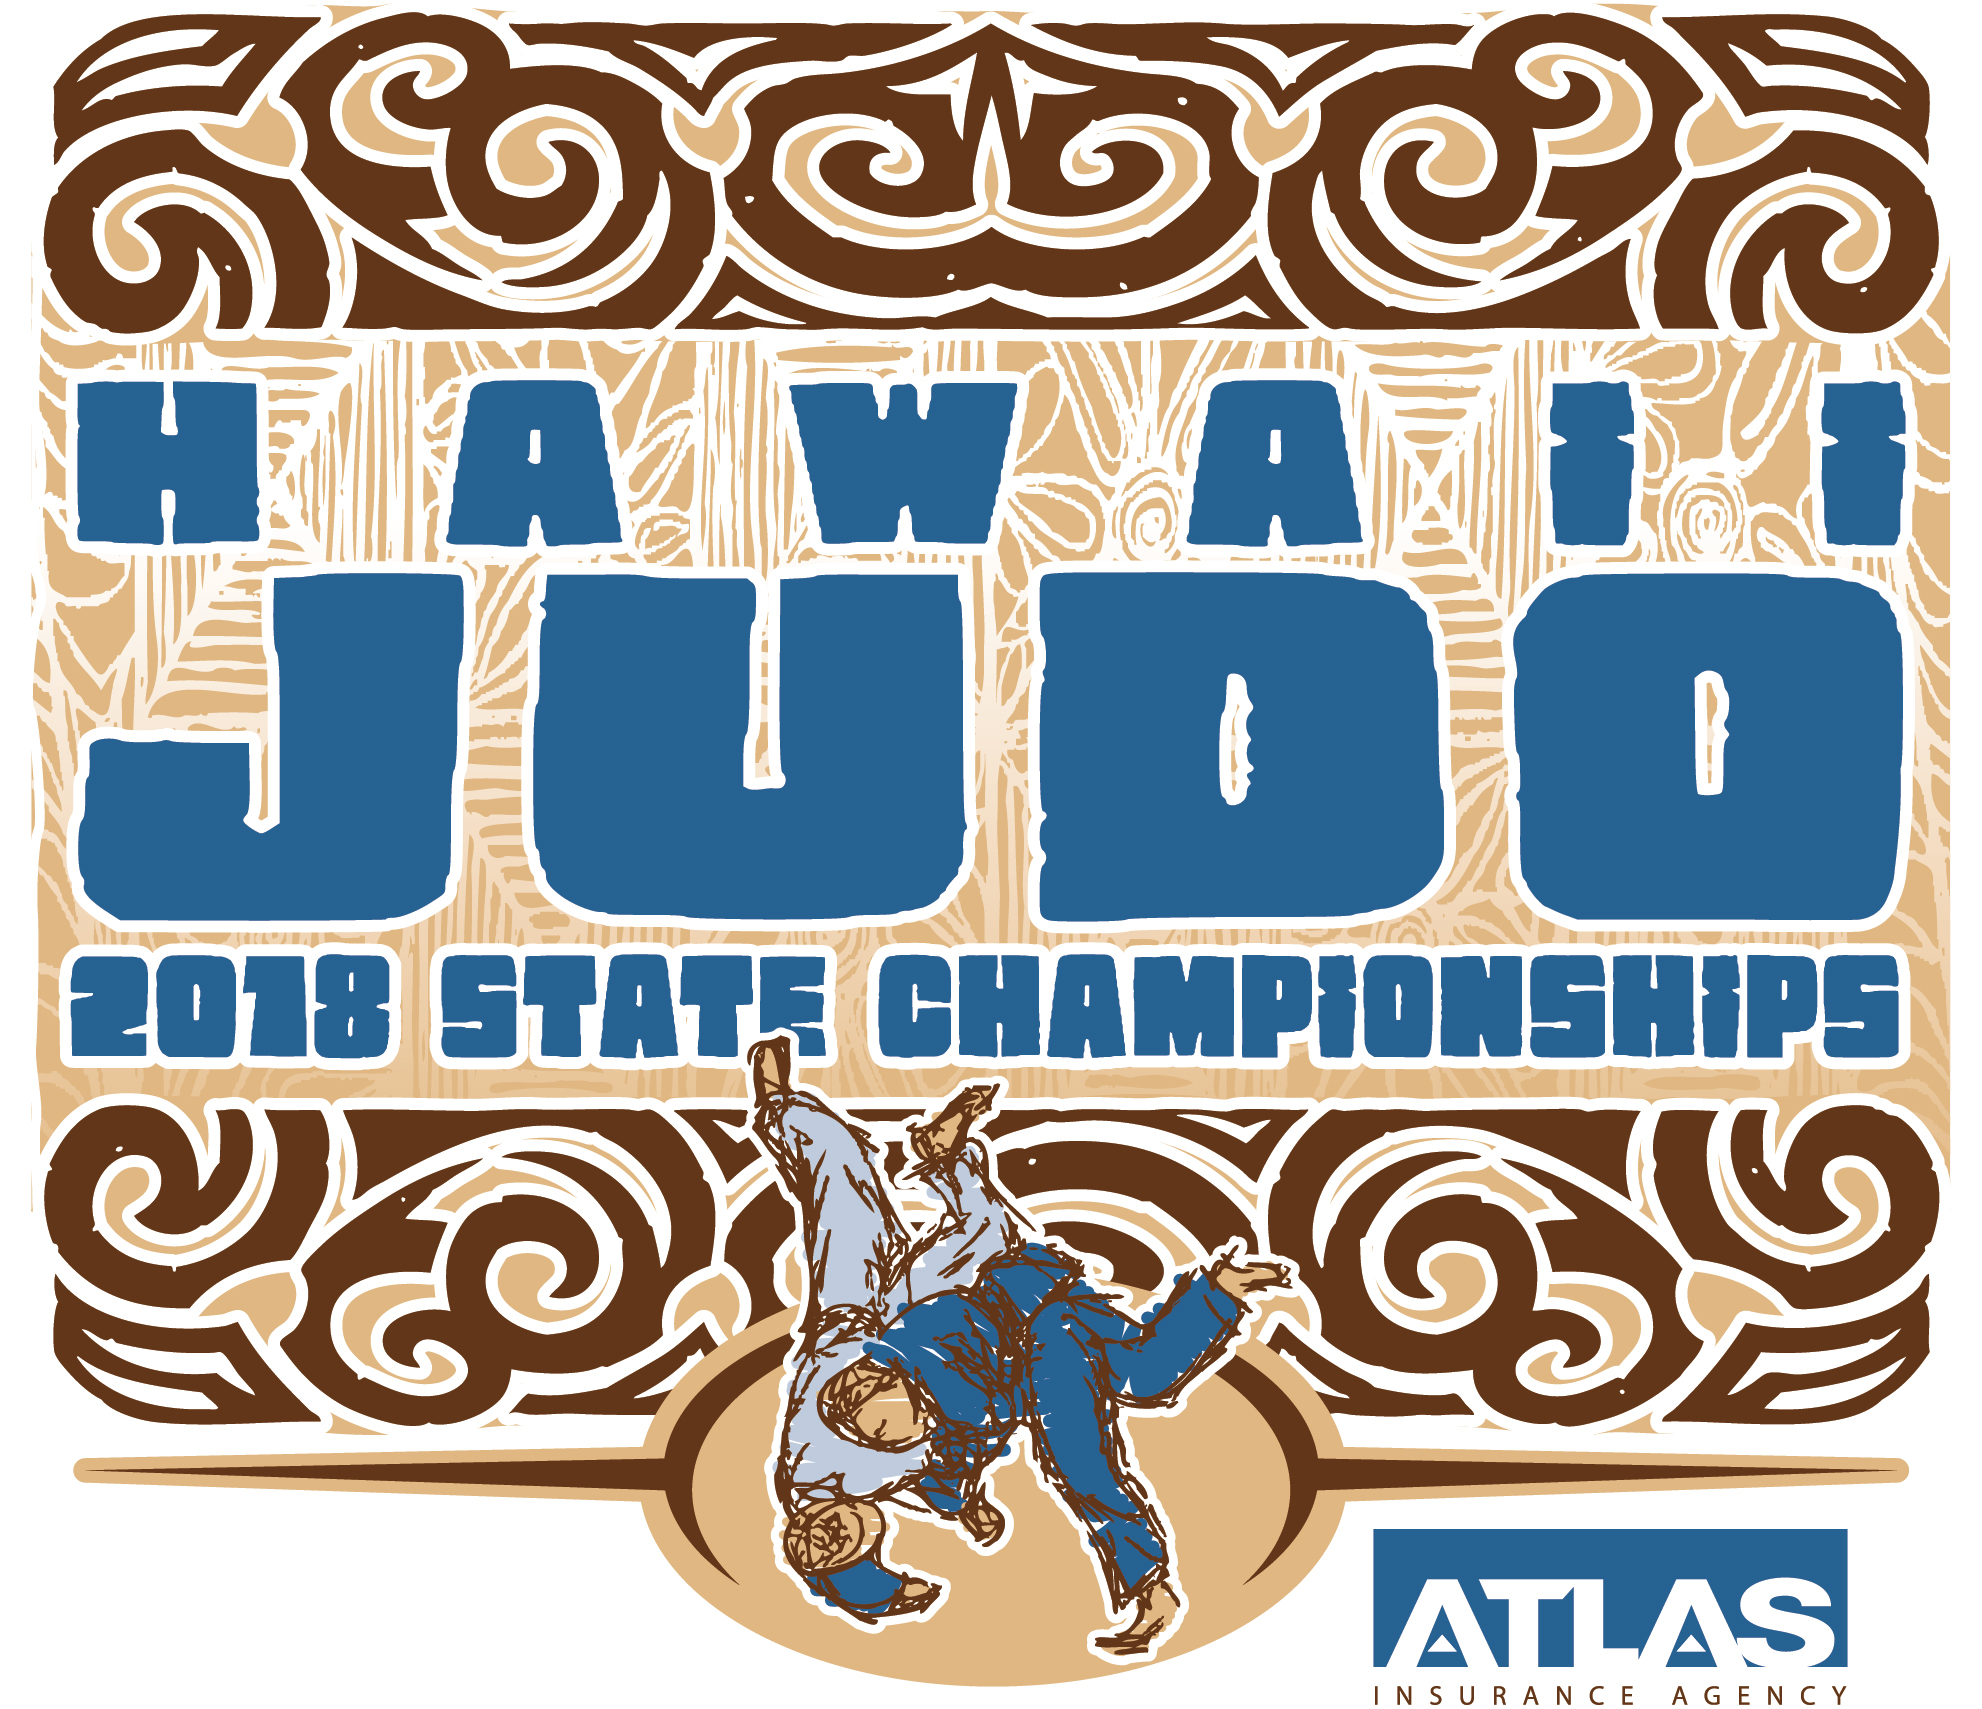 HAWAII
JUDO
2018 STATE CHAMPIONSHIPS
ATLAS
INSURANCE AGENCY